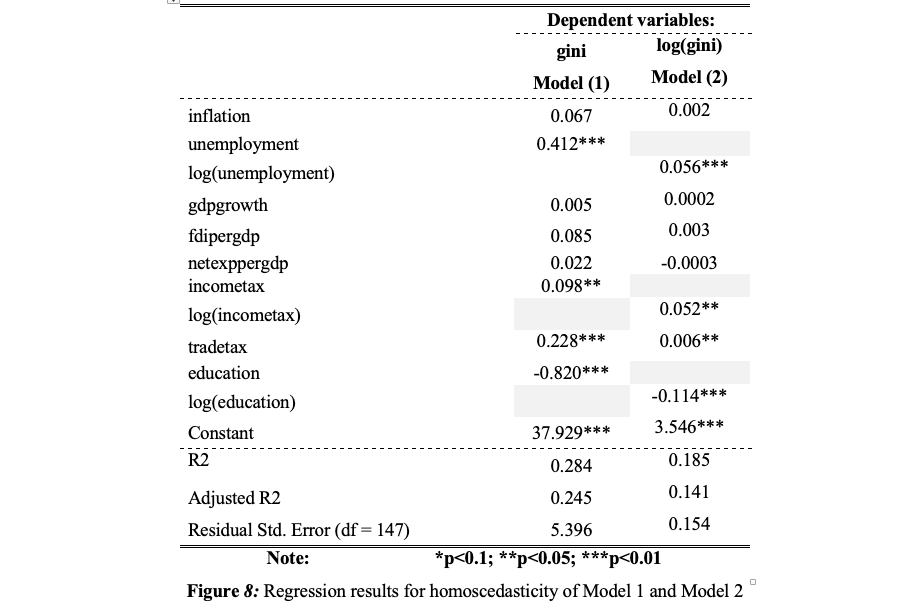 Dependent variables:
gini log(gini)
Model (1) Model (2)
inflation 0.067 0.002
unemployment 0.412***
log(unemployment) 0.056***
gdpgrowth 0.005 0.0002
fdipergdp 0.085 0.003
netexppergdp 0.022 -0.0003
incometax 0.098**
log(incometax) 0.052**
tradetax 0.228*** 0.006**
education -0.820***
log(education) -0.114***
Constant 37.929*** 3.546***
R2 0.284 0.185
Adjusted R2 0.245 0.141
Residual Std. Error (df = 147) 5.396 0.154
Note: *p<0.1; **p<0.05; ***p<0.01
Figure 8: Regression results for homoscedasticity of Model 1 and Model 2